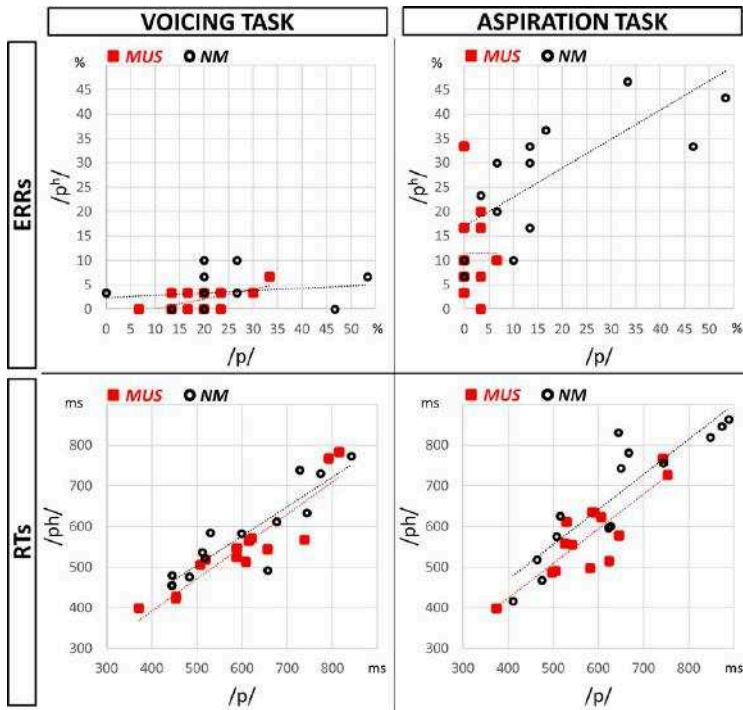 VOICING TASK ASPIRATION TASK
ERRs
% MUS NM
45
40
35
30
25
20
15
10
5
0
/pʰ/
0 5 10 15 20 25 30 35 40 45 50 %
/p/
% MUS NM
45
40
35
30
25
20
15
10
5
0
/pʰ/
0 5 10 15 20 25 30 35 40 45 50 %
/p/
RTs
ms MUS NM
800
700
600
500
400
300
/ph/
300 400 500 600 700 800 ms
/p/
ms MUS NM
800
700
600
500
400
300
/ph/
300 400 500 600 700 800 ms
/p/